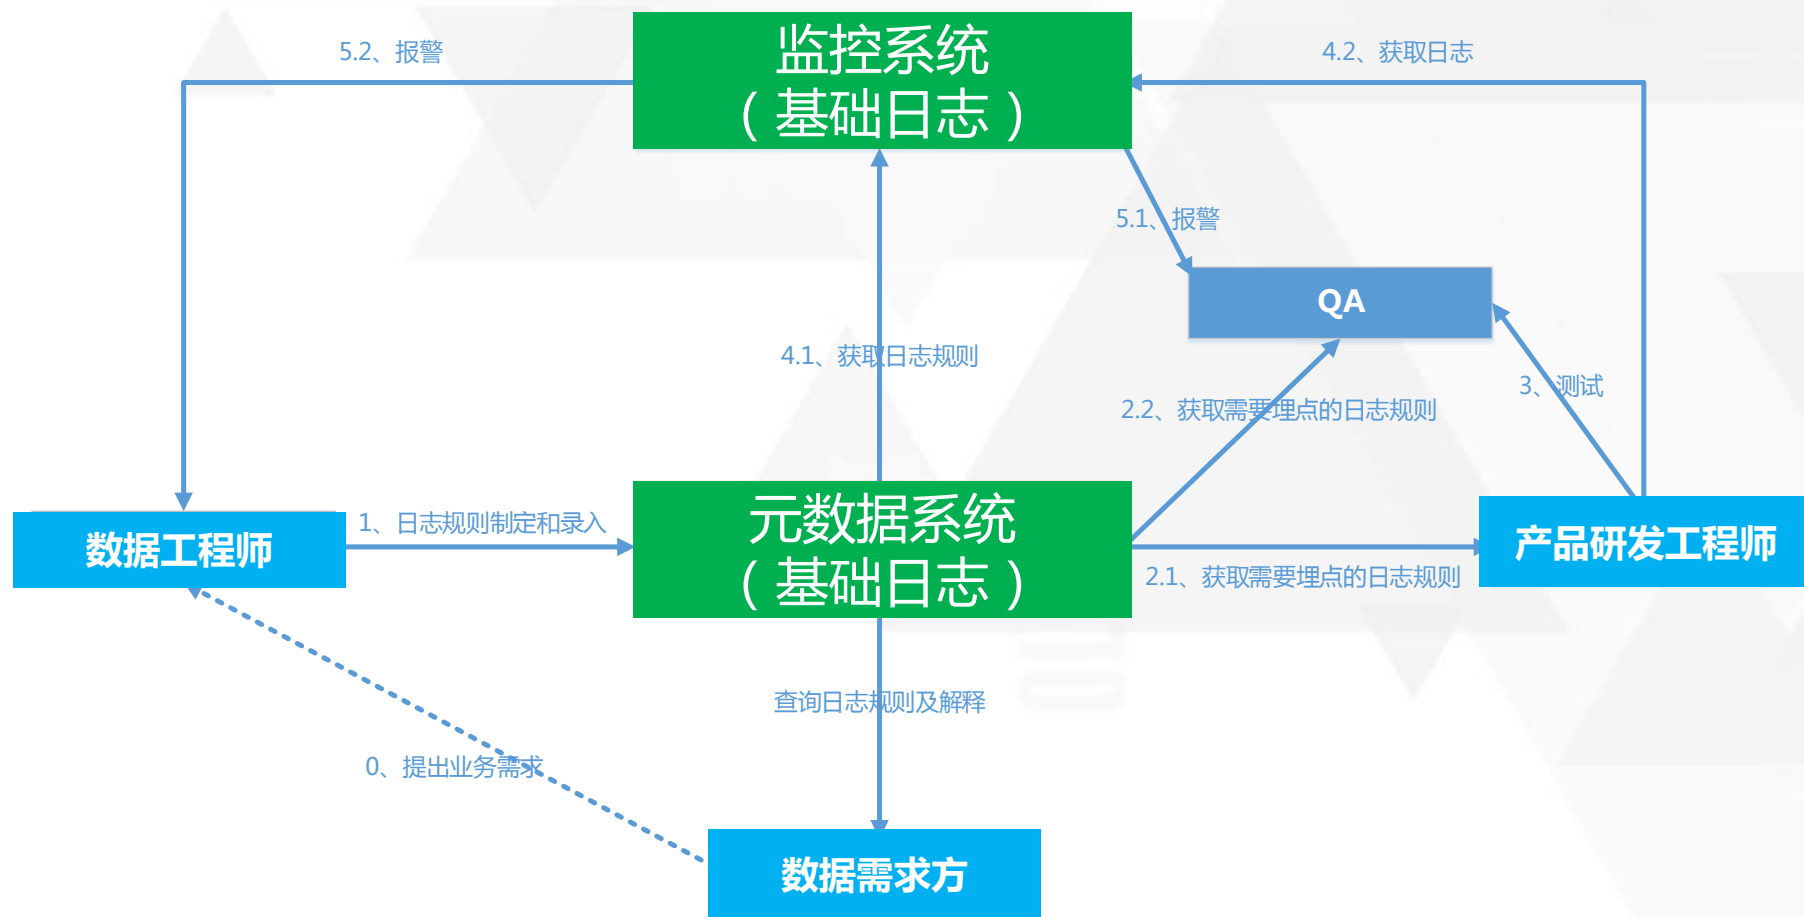 5.2、报警
监控系统
（基础日志）
4.2、获取日志
5.1、报警
QA
4.1、获取日志规则
3、测试
2.2、获取需要埋点的日志规则
数据工程师
1、日志规则制定和录入
元数据系统
（基础日志）
产品研发工程师
2.1、获取需要埋点的日志规则
查询日志规则及解释
0、提出业务需求
数据需求方